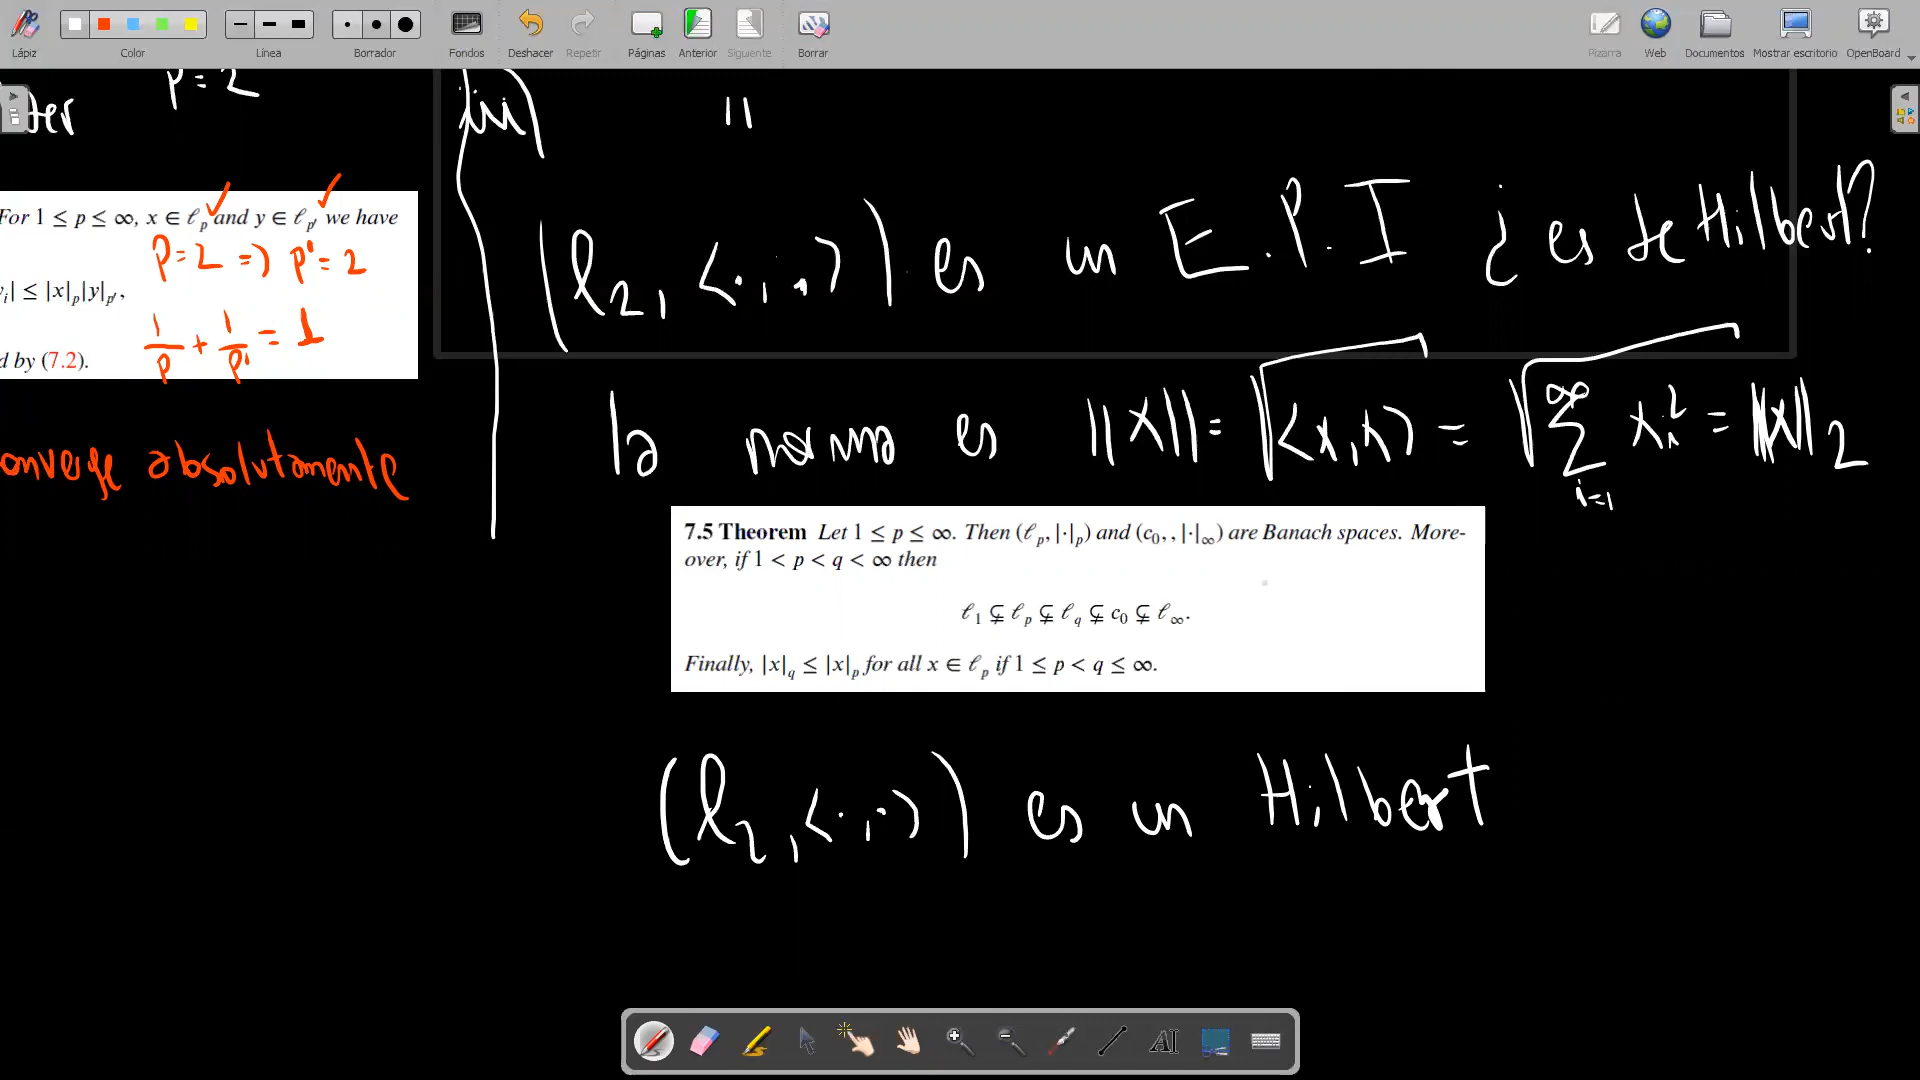 Lápiz Color Línea Borrador Fondos Deshacer Repetir Páginas Anterior Siguiente Borrar Pizarra Web Documentos Mostrar escritorio OpenBoard
p = 2
For 1 ≤ p ≤ ∞, x ∈ ℓp and y ∈ ℓp' we have
p = 2 => p' = 2
| ≤ |x|p|y|p',
1/p + 1/p' = 1
d by (7.2).
onverge absolutamente
iii) "
(ℓ2, <·,·>) es un E.P.I ¿es de Hilbert?
la norma es ||x|| = √<x,x> = √∑_{i=1}^{∞} xi² = ||x||2
7.5 Theorem Let 1 ≤ p ≤ ∞. Then (ℓp, |·|p) and (c0, , |·|∞) are Banach spaces. More-
over, if 1 < p < q < ∞ then
ℓ1 ⊊ ℓp ⊊ ℓq ⊊ c0 ⊊ ℓ∞.
Finally, |x|q ≤ |x|p for all x ∈ ℓp if 1 ≤ p < q ≤ ∞.
(ℓ2, <·,·>) es un Hilbert